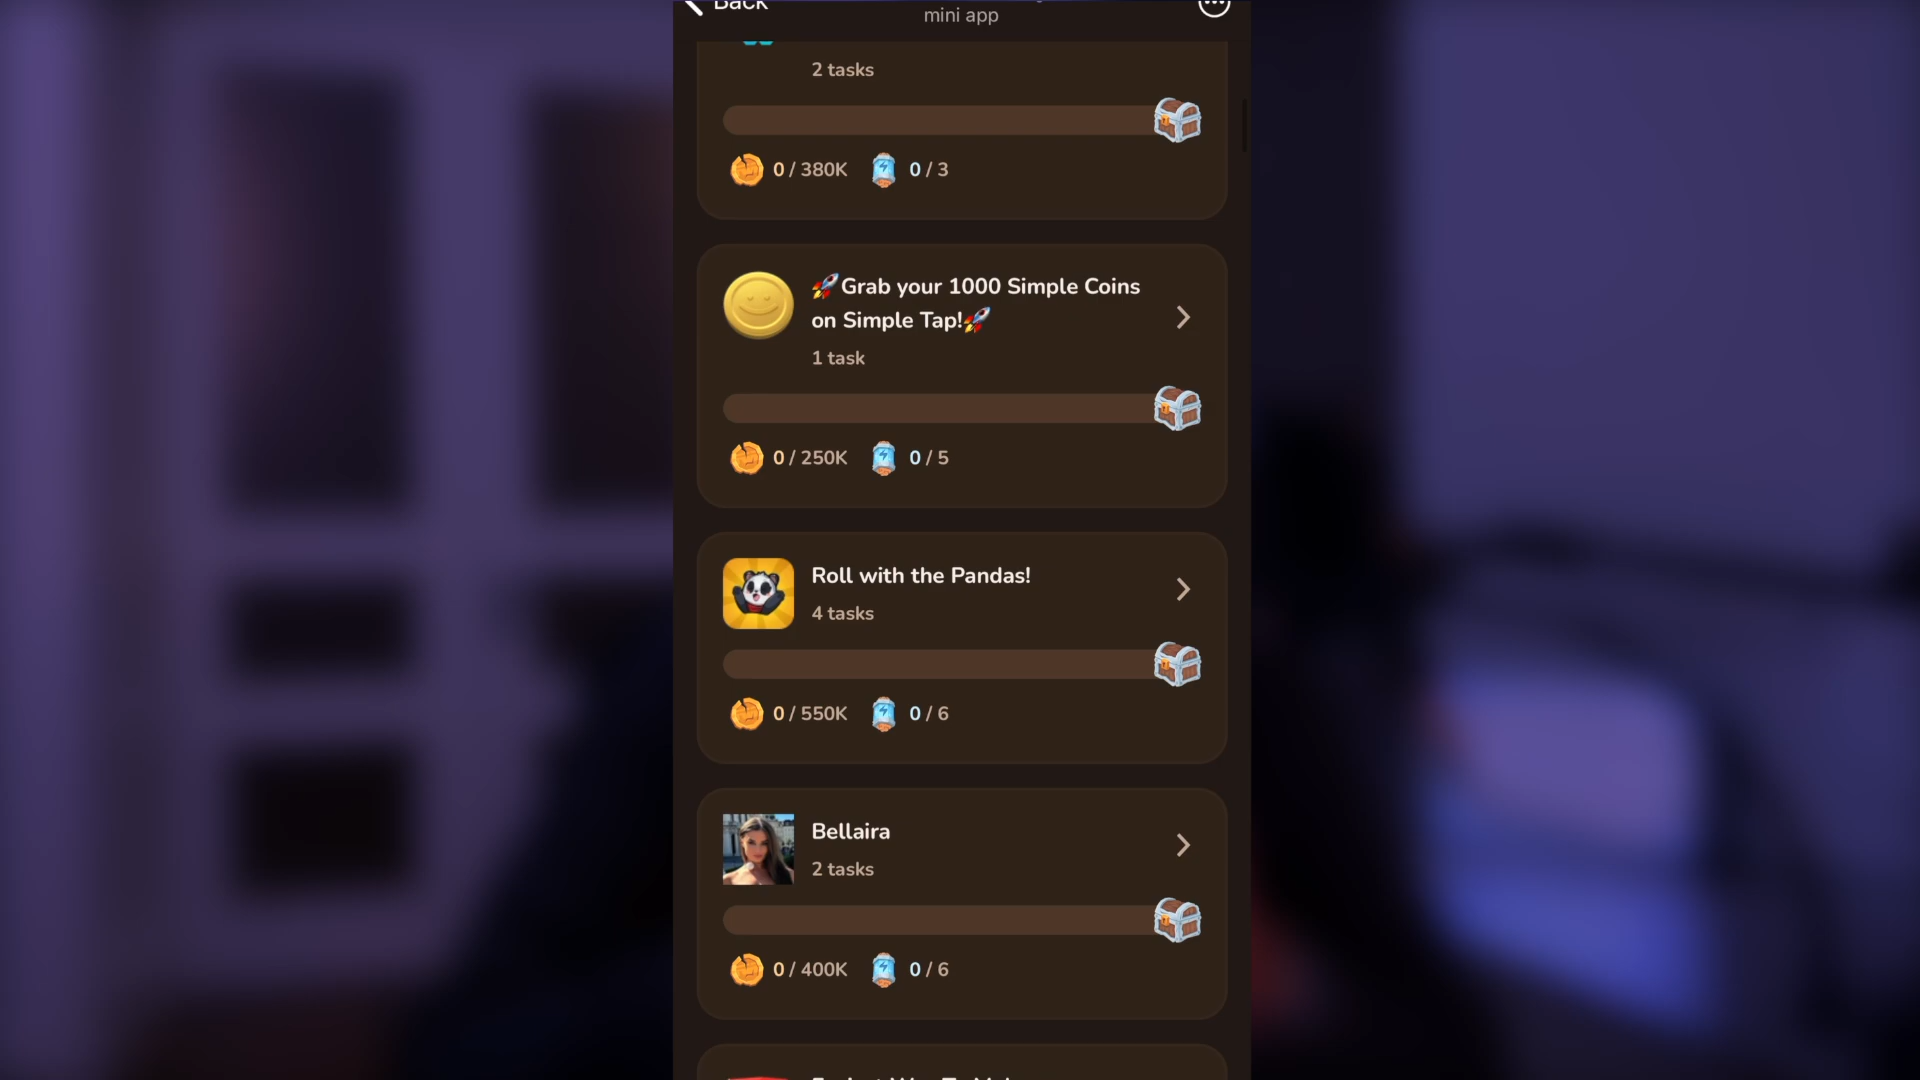 Back
mini app
2 tasks
0 / 380K 0 / 3
🚀Grab your 1000 Simple Coins
on Simple Tap!🚀
1 task
0 / 250K 0 / 5
Roll with the Pandas!
4 tasks
0 / 550K 0 / 6
Bellaira
2 tasks
0 / 400K 0 / 6